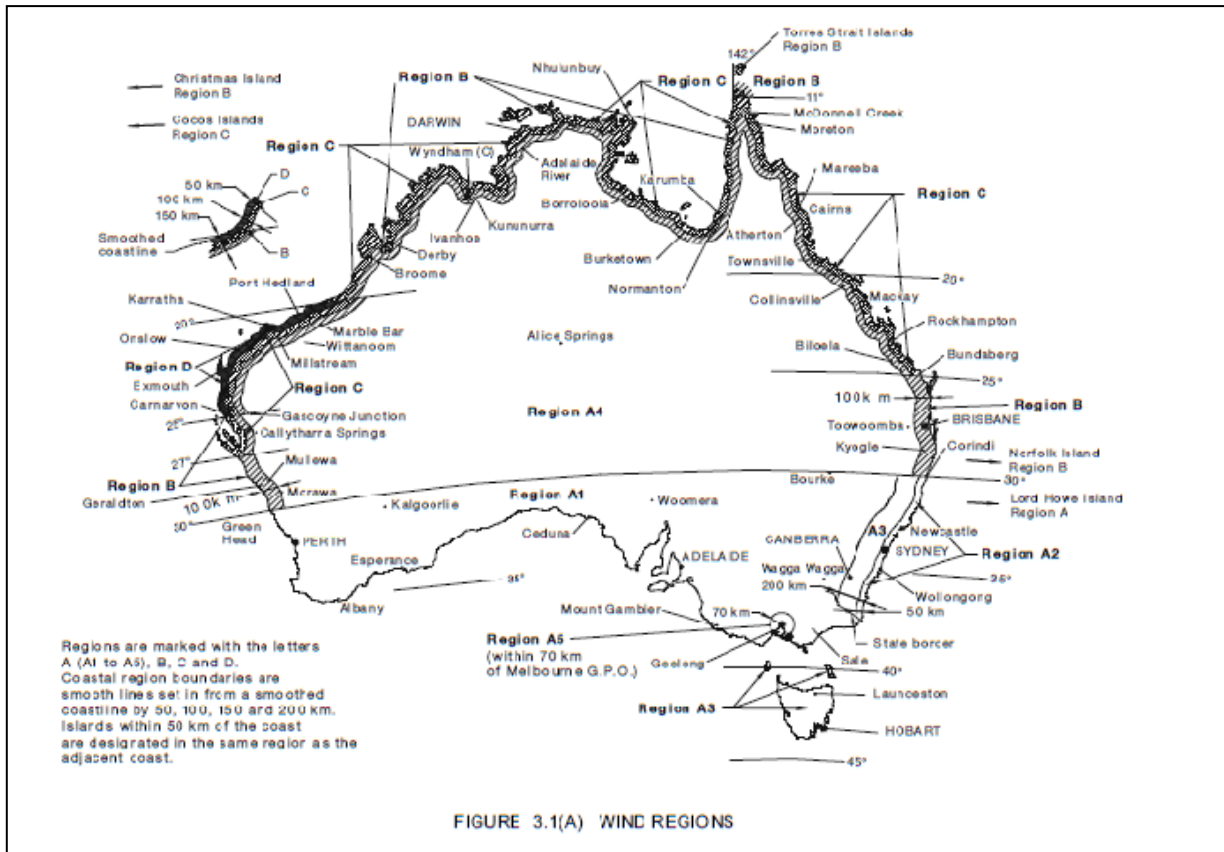 Torres Strait Islands
Region B
142°
11°
Christmas Island
Region B
Cocos Islands
Region C
Region B
Nhulunbuy
Region C
Region B
McDonnell Creek
Moreton
DARWIN
Wyndham (C)
Region C
Adelaide
River
Mareeba
D
C
50 km
100 km
150 km
B
Smoothed
coastline
Karumba
Region C
Borroloola
Cairns
Kununurra
Ivanhoe
Atherton
Derby
Burketown
Townsville
Broome
Port Hedland
Normanton
20°
Collinsville
Mackay
Karratha
20°
Rockhampton
Onslow
Marble Bar
Wittanoom
Alice Springs
Biloela
Millstream
Bundaberg
Region D
25°
Exmouth
Region C
100k m
Region B
Carnarvon
Gascoyne Junction
Region A4
25°
Toowoomba
BRISBANE
Callytharra Springs
Kyogle
Corindi
27°
Mullewa
Norfolk Island
Region B
Region B
Bourke
30°
Geraldton
100k m
Morawa
Region A1
Woomera
Lord Howe Island
Region A
Kalgoorlie
30°
Green
Head
Ceduna
A3
Newcastle
CANBERRA
SYDNEY
PERTH
ADELAIDE
Region A2
Esperance
Wagga Wagga
35°
35°
200 km
Wollongong
Albany
Mount Gambier
70 km
50 km
Region A5
(within 70 km
of Melbourne G.P.O.)
State borcer
Geelong
Sale
40°
Launceston
Region A3
HOBART
45°
Regions are marked with the letters
A (A1 to A5), B, C and D.
Coastal region boundaries are
smooth lines set in from a smoothed
coastline by 50, 100, 150 and 200 km.
Islands within 50 km of the coast
are designated in the same region as the
adjacent coast.
FIGURE 3.1(A) WIND REGIONS